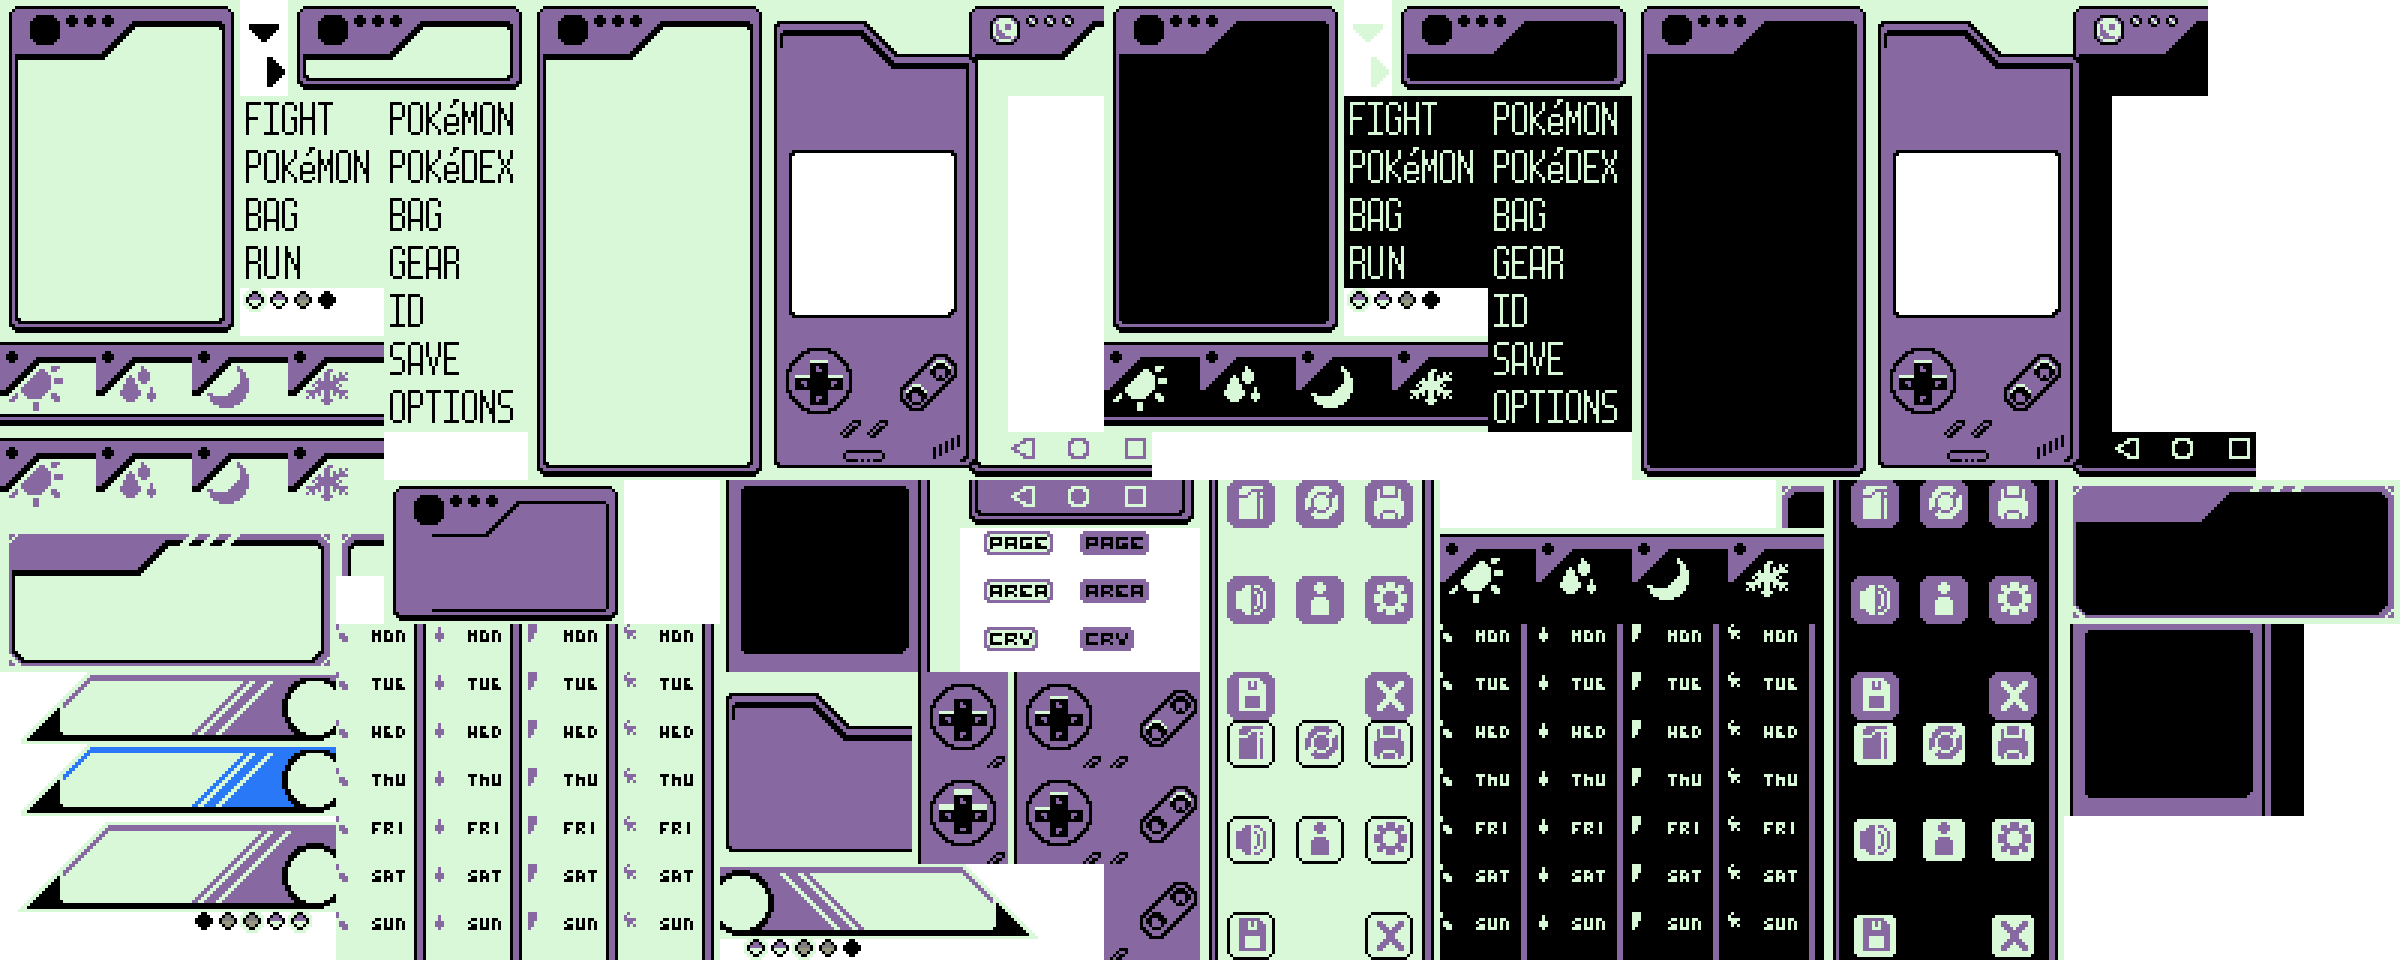 FIGHT POKéMON
POKéMON POKéDEX
BAG BAG
RUN GEAR
ID
SAVE
OPTIONS
FIGHT POKéMON
POKéMON POKéDEX
BAG BAG
RUN GEAR
ID
SAVE
OPTIONS
PAGE PAGE
AREA AREA
CRY CRY
MON MON MON MON
TUE TUE TUE TUE
WED WED WED WED
THU THU THU THU
FRI FRI FRI FRI
SAT SAT SAT SAT
SUN SUN SUN SUN
MON MON MON MON
TUE TUE TUE TUE
WED WED WED WED
THU THU THU THU
FRI FRI FRI FRI
SAT SAT SAT SAT
SUN SUN SUN SUN